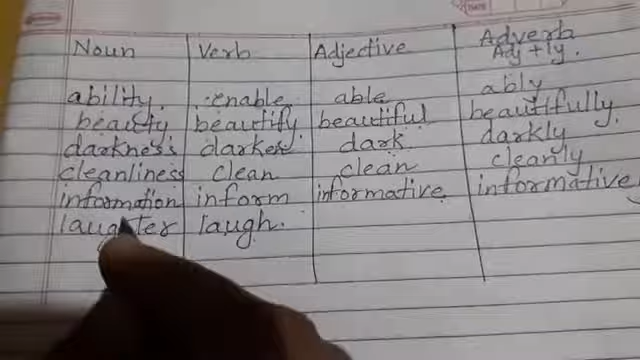 Noun Verb Adjective Adverb
Adj + ly.
ability. enable able ably
beauty beautify beautiful beautifully.
darkness darken dark darkly
cleanliness clean clean cleanly
information inform informative informative
laughter laugh.